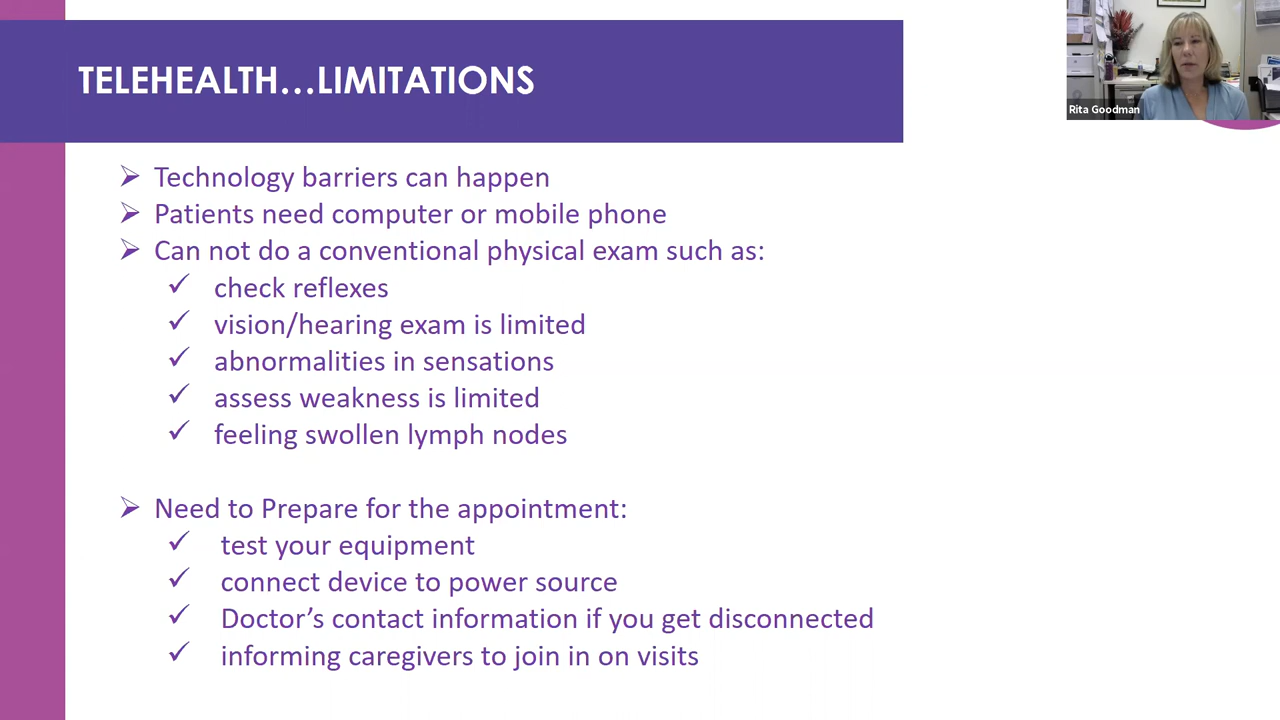 TELEHEALTH...LIMITATIONS
Rita Goodman
Technology barriers can happen
Patients need computer or mobile phone
Can not do a conventional physical exam such as:
check reflexes
vision/hearing exam is limited
abnormalities in sensations
assess weakness is limited
feeling swollen lymph nodes
Need to Prepare for the appointment:
test your equipment
connect device to power source
Doctor’s contact information if you get disconnected
informing caregivers to join in on visits